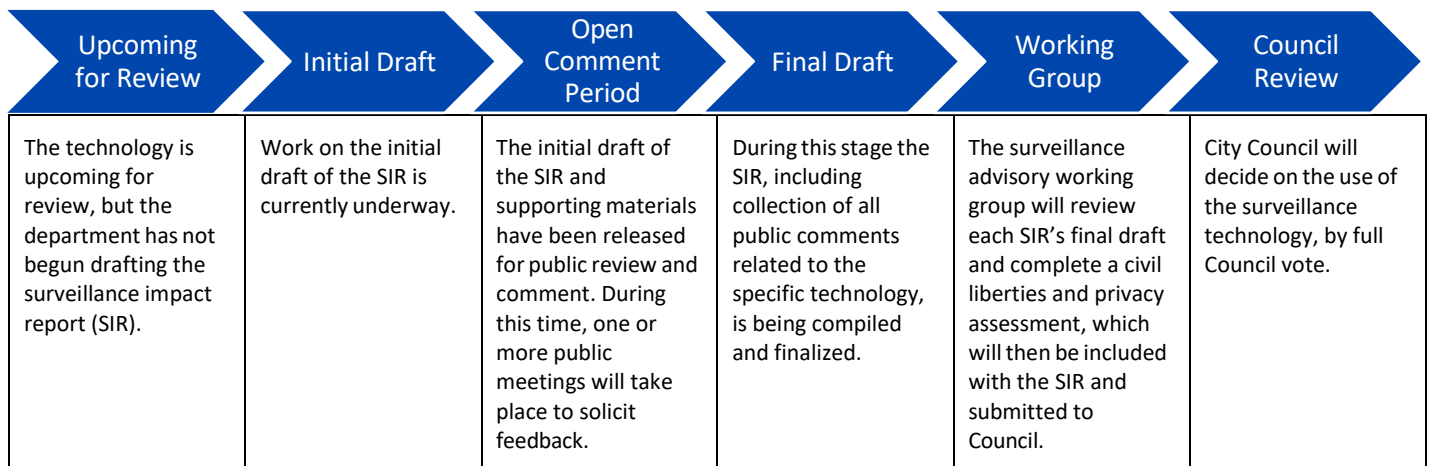 Upcoming
for Review
Initial Draft
Open
Comment
Period
Final Draft
Working
Group
Council
Review
The technology is
upcoming for
review, but the
department has not
begun drafting the
surveillance impact
report (SIR).
Work on the initial
draft of the SIR is
currently underway.
The initial draft of
the SIR and
supporting materials
have been released
for public review and
comment. During
this time, one or
more public
meetings will take
place to solicit
feedback.
During this stage the
SIR, including
collection of all
public comments
related to the
specific technology,
is being compiled
and finalized.
The surveillance
advisory working
group will review
each SIR’s final draft
and complete a civil
liberties and privacy
assessment, which
will then be included
with the SIR and
submitted to
Council.
City Council will
decide on the use of
the surveillance
technology, by full
Council vote.